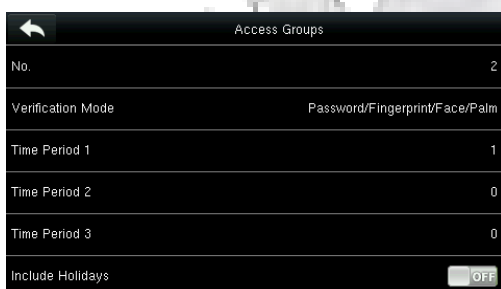 Access Groups
No. 2
Verification Mode Password/Fingerprint/Face/Palm
Time Period 1 1
Time Period 2 0
Time Period 3 0
Include Holidays OFF